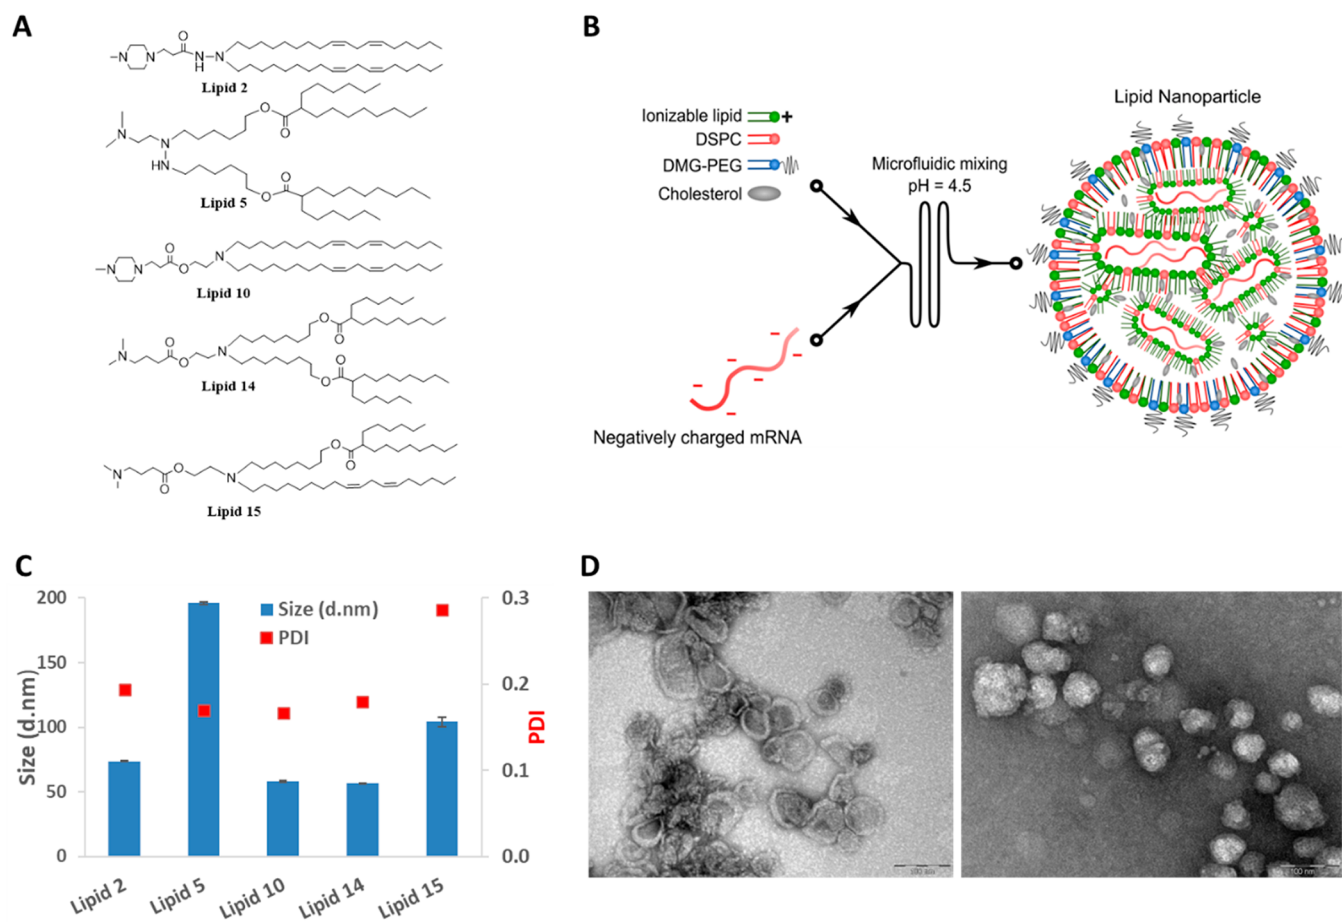 A
N
N
O
N
H
N
Lipid 2
O
O
N
N
HN
O
O
Lipid 5
N
N
O
O
N
Lipid 10
N
O
O
N
O
O
O
O
Lipid 14
N
O
O
N
O
O
Lipid 15
B
Ionizable lipid +
DSPC
DMG-PEG
Cholesterol
Microfluidic mixing
pH = 4.5
Lipid Nanoparticle
Negatively charged mRNA
C
Size (d.nm)
200
150
100
50
0
Size (d.nm)
PDI
0.3
0.2
0.1
0.0
PDI
Lipid 2
Lipid 5
Lipid 10
Lipid 14
Lipid 15
D
100 nm
100 nm